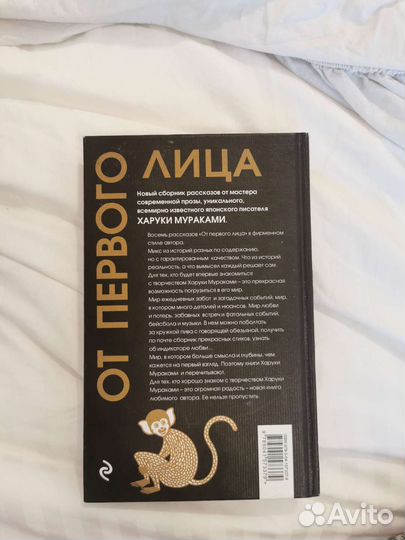 ОТ ПЕРВОГО ЛИЦА
Новый сборник рассказов от мастера
современной прозы, уникального,
всемирно известного японского писателя
ХАРУКИ МУРАКАМИ.
Восемь рассказов «От первого лица» в фирменном
стиле автора.
Микс из историй разных по содержанию,
но с гарантированным качеством. Что из историй
реальность, а что вымысел каждый решает сам.
Для тех, кто будет впервые знакомиться
с творчеством Харуки Мураками – это прекрасная
возможность погрузиться в его мир.
Мир ежедневных забот и загадочных событий, мир,
в котором много деталей и нюансов. Мир любви
и потерь, забавных встреч и фатальных событий,
бейсбола и музыки. В нем можно поболтать
за кружкой пива с говорящей обезьяной, получить
по почте сборник прекрасных стихов, узнать
об индикаторе любви...
Мир, в котором больше смысла и глубины, чем
кажется на первый взгляд. Поэтому книги Харуки
Мураками и перечитывают.
Для тех, кто хорошо знаком с творчеством Харуки
Мураками – это огромная радость – новая книга
любимого автора. Ее нельзя пропустить.
Avito